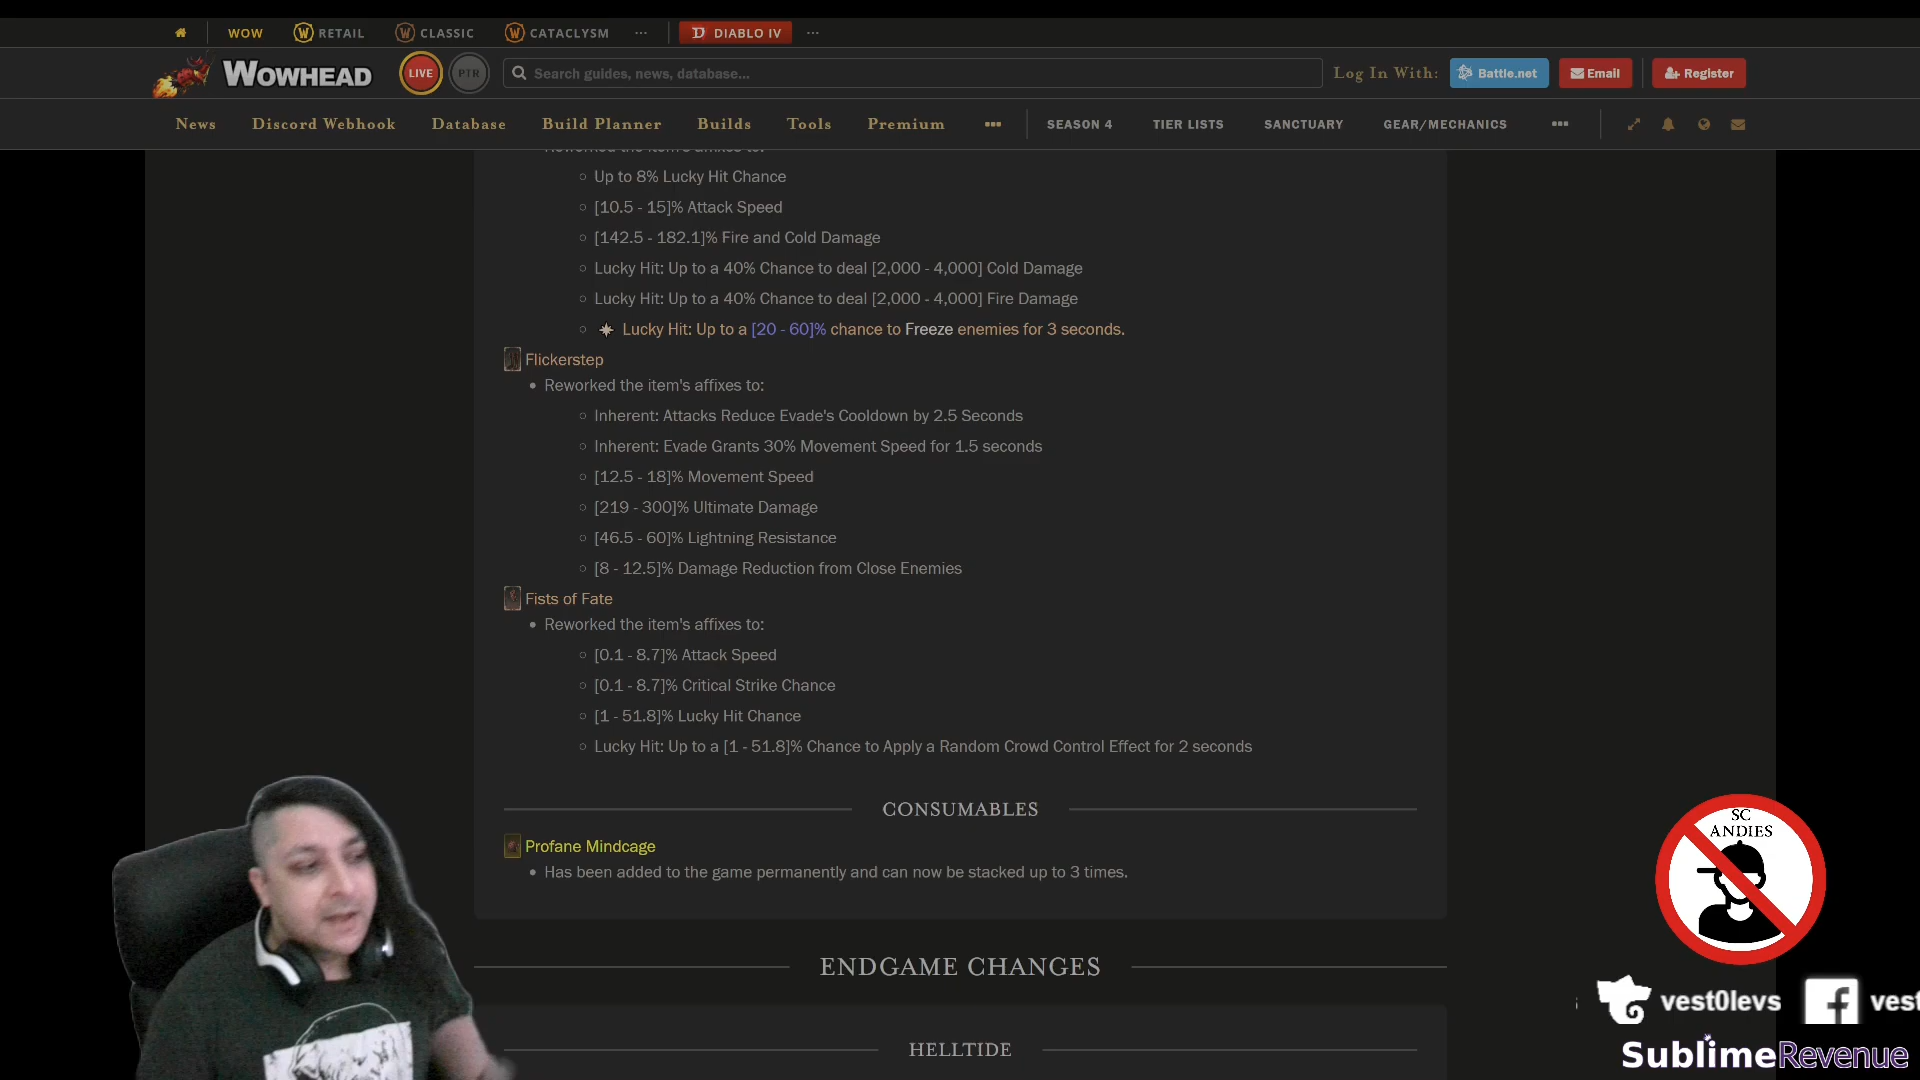 WOW
RETAIL
CLASSIC
CATACLYSM
DIABLO IV
WOWHEAD
LIVE
PTR
Search guides, news, database...
Log In With:
Battle.net
Email
Register
News
Discord Webhook
Database
Build Planner
Builds
Tools
Premium
SEASON 4
TIER LISTS
SANCTUARY
GEAR/MECHANICS
Reworked the item's affixes to:
Up to 8% Lucky Hit Chance
[10.5 - 15]% Attack Speed
[142.5 - 182.1]% Fire and Cold Damage
Lucky Hit: Up to a 40% Chance to deal [2,000 - 4,000] Cold Damage
Lucky Hit: Up to a 40% Chance to deal [2,000 - 4,000] Fire Damage
Lucky Hit: Up to a [20 - 60]% chance to Freeze enemies for 3 seconds.
Flickerstep
Reworked the item's affixes to:
Inherent: Attacks Reduce Evade's Cooldown by 2.5 Seconds
Inherent: Evade Grants 30% Movement Speed for 1.5 seconds
[12.5 - 18]% Movement Speed
[219 - 300]% Ultimate Damage
[46.5 - 60]% Lightning Resistance
[8 - 12.5]% Damage Reduction from Close Enemies
Fists of Fate
Reworked the item's affixes to:
[0.1 - 8.7]% Attack Speed
[0.1 - 8.7]% Critical Strike Chance
[1 - 51.8]% Lucky Hit Chance
Lucky Hit: Up to a [1 - 51.8]% Chance to Apply a Random Crowd Control Effect for 2 seconds
CONSUMABLES
Profane Mindcage
Has been added to the game permanently and can now be stacked up to 3 times.
ENDGAME CHANGES
HELLTIDE
SC
ANDIES
vest0levs
vest
SublimeRevenue